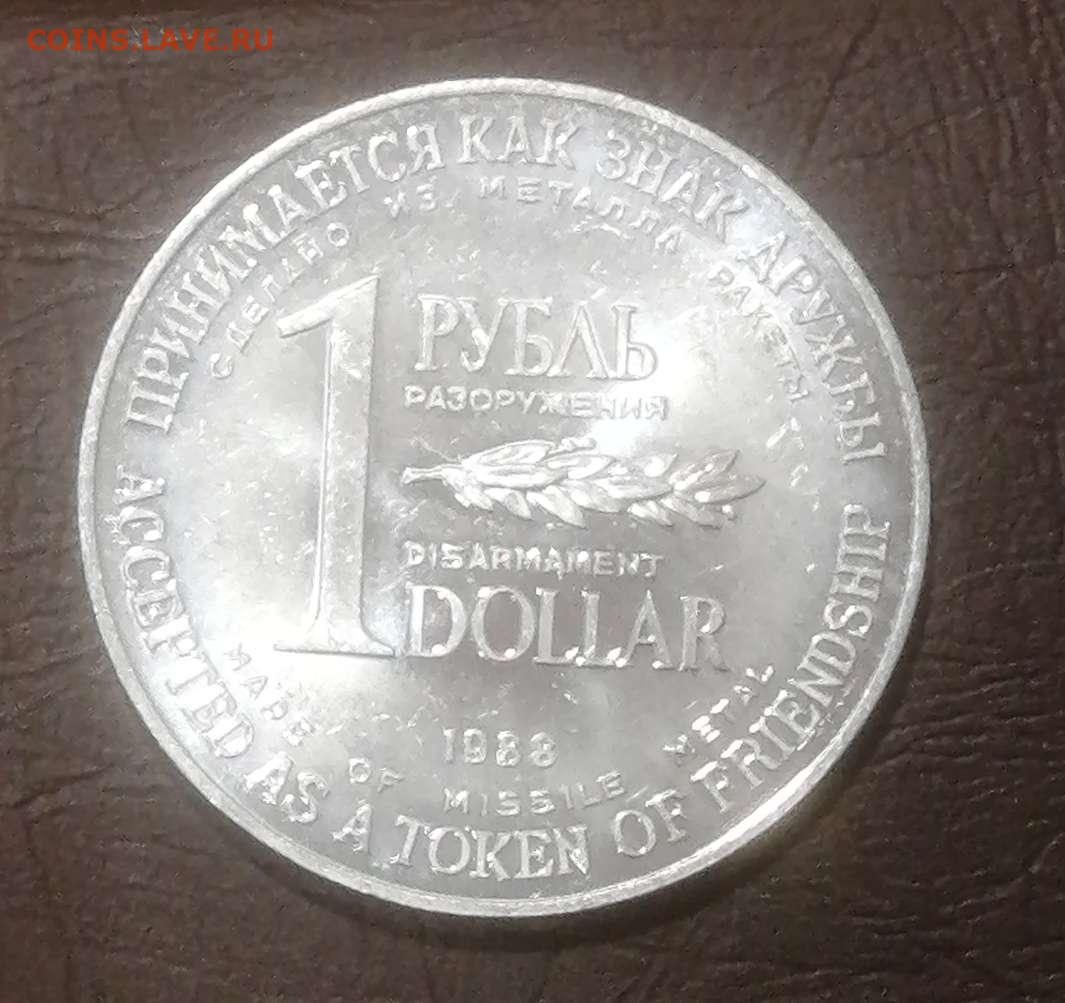 COINS.LAVE.RU
ПРИНИМАЕТСЯ КАК ЗНАК ДРУЖБЫ
СДЕЛАНО ИЗ МЕТАЛЛА РАКЕТЫ
1 РУБЛЬ
РАЗОРУЖЕНИЯ
DISARMAMENT
DOLLAR
1988
MADE OF MISSILE METAL
ACCEPTED AS A TOKEN OF FRIENDSHIP